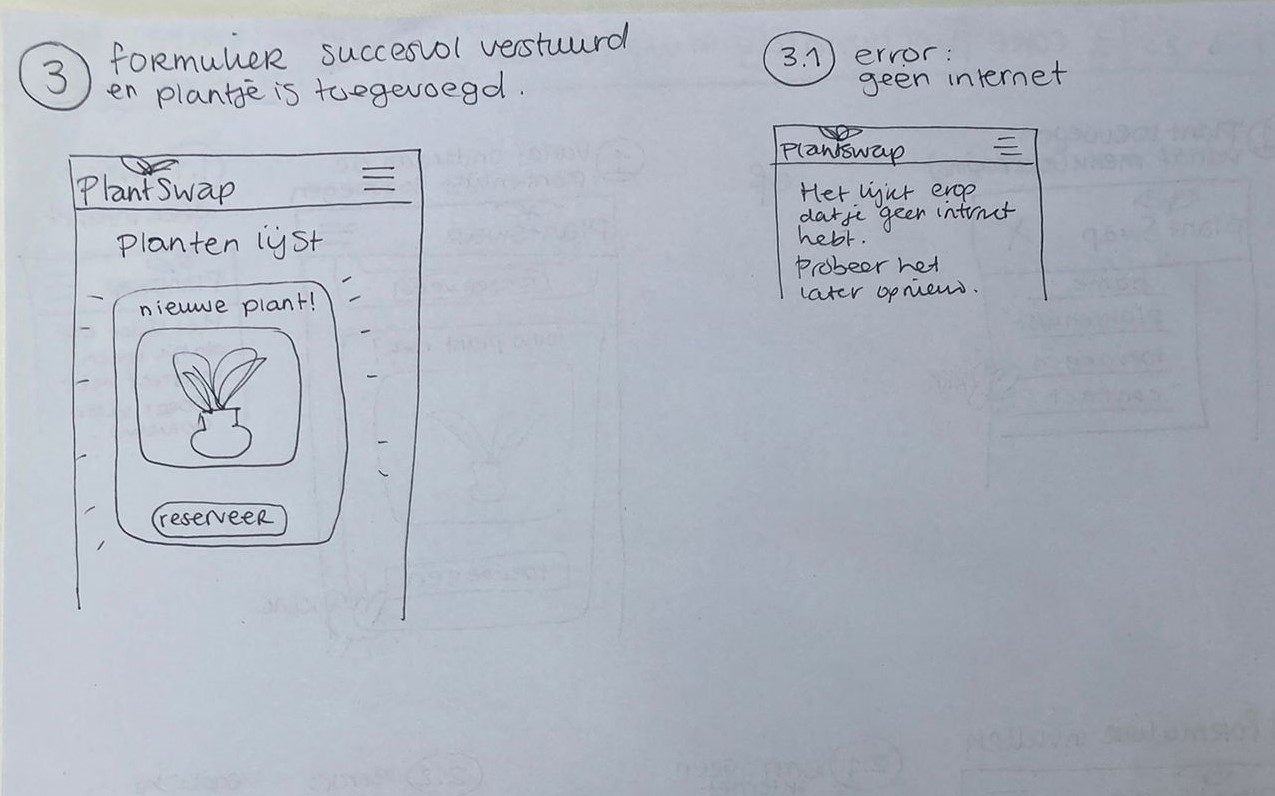 3
formulier succesvol verstuurd
en plantje is toegevoegd.
PlantSwap
Planten lijst
nieuwe plant!
reserveer
3.1
error:
geen internet
Plantswap
Het lijkt erop
dat je geen intrnet
hebt.
Probeer het
later opnieuw.